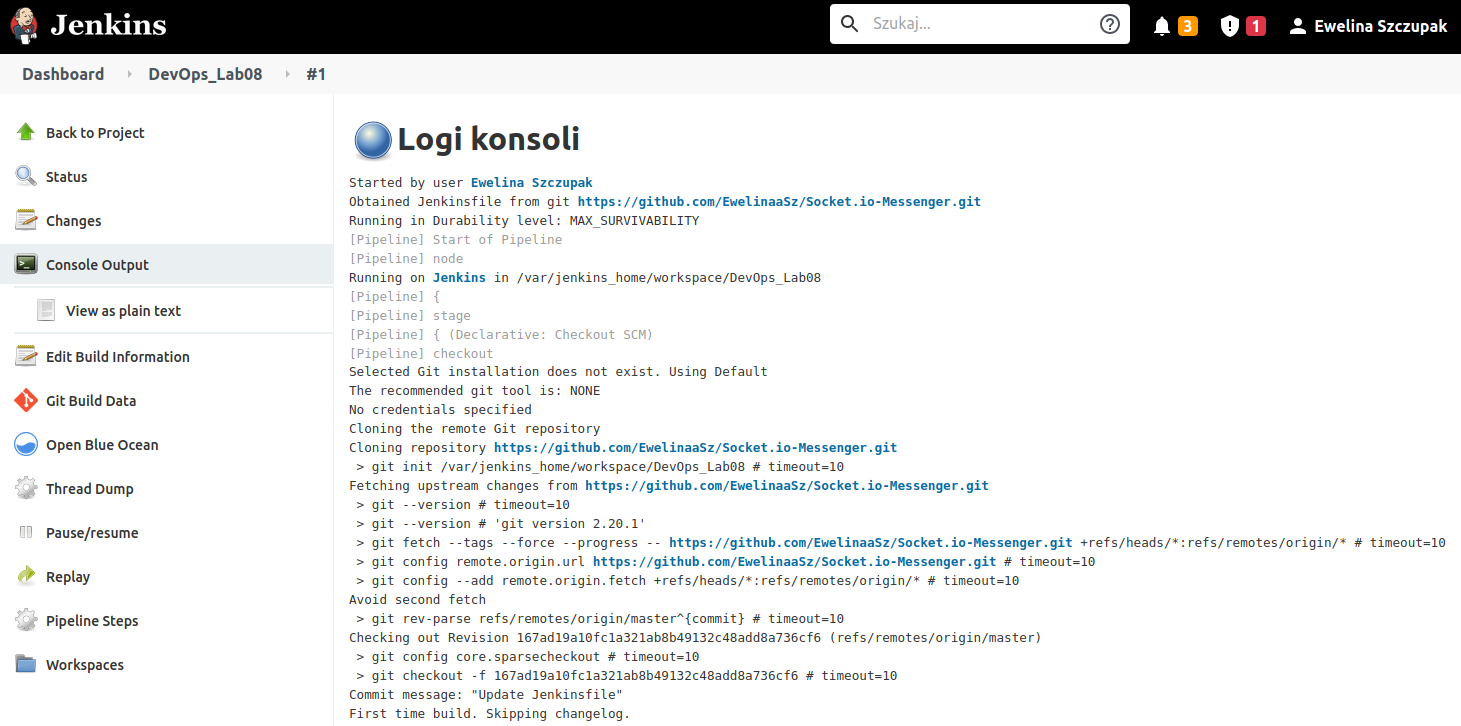 Jenkins
Szukaj...
3
1
Ewelina Szczupak
Dashboard
DevOps_Lab08
#1
Back to Project
Status
Changes
Console Output
View as plain text
Edit Build Information
Git Build Data
Open Blue Ocean
Thread Dump
Pause/resume
Replay
Pipeline Steps
Workspaces
Logi konsoli
Started by user Ewelina Szczupak
Obtained Jenkinsfile from git https://github.com/EwelinaaSz/Socket.io-Messenger.git
Running in Durability level: MAX_SURVIVABILITY
[Pipeline] Start of Pipeline
[Pipeline] node
Running on Jenkins in /var/jenkins_home/workspace/DevOps_Lab08
[Pipeline] {
[Pipeline] stage
[Pipeline] { (Declarative: Checkout SCM)
[Pipeline] checkout
Selected Git installation does not exist. Using Default
The recommended git tool is: NONE
No credentials specified
Cloning the remote Git repository
Cloning repository https://github.com/EwelinaaSz/Socket.io-Messenger.git
> git init /var/jenkins_home/workspace/DevOps_Lab08 # timeout=10
Fetching upstream changes from https://github.com/EwelinaaSz/Socket.io-Messenger.git
> git --version # timeout=10
> git --version # 'git version 2.20.1'
> git fetch --tags --force --progress -- https://github.com/EwelinaaSz/Socket.io-Messenger.git +refs/heads/*:refs/remotes/origin/* # timeout=10
> git config remote.origin.url https://github.com/EwelinaaSz/Socket.io-Messenger.git # timeout=10
> git config --add remote.origin.fetch +refs/heads/*:refs/remotes/origin/* # timeout=10
Avoid second fetch
> git rev-parse refs/remotes/origin/master^{commit} # timeout=10
Checking out Revision 167ad19a10fc1a321ab8b49132c48add8a736cf6 (refs/remotes/origin/master)
> git config core.sparsecheckout # timeout=10
> git checkout -f 167ad19a10fc1a321ab8b49132c48add8a736cf6 # timeout=10
Commit message: "Update Jenkinsfile"
First time build. Skipping changelog.